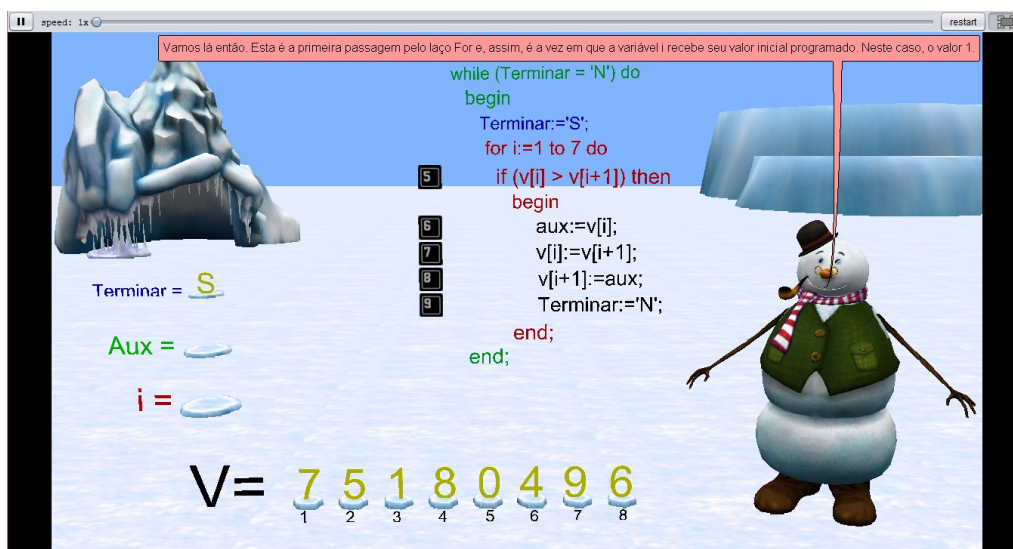 speed: 1x
restart
Vamos lá então. Esta é a primeira passagem pelo laço For e, assim, é a vez em que a variável i recebe seu valor inicial programado. Neste caso, o valor 1.
while (Terminar = 'N') do
begin
Terminar:='S';
for i:=1 to 7 do
5 if (v[i] > v[i+1]) then
begin
6 aux:=v[i];
7 v[i]:=v[i+1];
8 v[i+1]:=aux;
9 Terminar:='N';
end;
end;
Terminar = S
Aux =
i =
V= 7 5 1 8 0 4 9 6
1 2 3 4 5 6 7 8